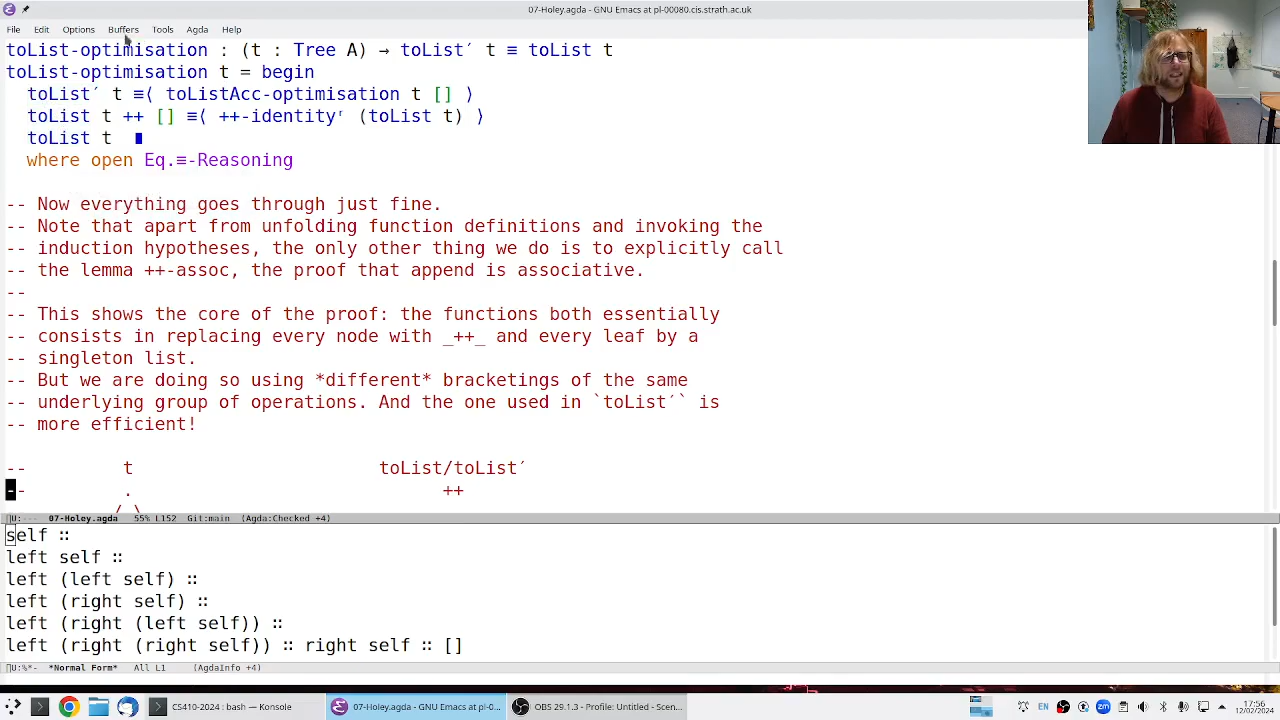 07-Holey.agda - GNU Emacs at pl-00080.cis.strath.ac.uk
File Edit Options Buffers Tools Agda Help
toList-optimisation : (t : Tree A) → toList′ t ≡ toList t
toList-optimisation t = begin
toList′ t ≡⟨ toListAcc-optimisation t [] ⟩
toList t ++ [] ≡⟨ ++-identityʳ (toList t) ⟩
toList t ∎
where open Eq.≡-Reasoning
-- Now everything goes through just fine.
-- Note that apart from unfolding function definitions and invoking the
-- induction hypotheses, the only other thing we do is to explicitly call
-- the lemma ++-assoc, the proof that append is associative.
--
-- This shows the core of the proof: the functions both essentially
-- consists in replacing every node with _++_ and every leaf by a
-- singleton list.
-- But we are doing so using *different* bracketings of the same
-- underlying group of operations. And the one used in `toList′` is
-- more efficient!
-- t toList/toList′
-- . ++
/ \
U:--- 07-Holey.agda 55% L152 Git:main (Agda:Checked +4)
self ∷
left self ∷
left (left self) ∷
left (right self) ∷
left (right (left self)) ∷
left (right (right self)) ∷ right self ∷ []
U:%*- *Normal Form* All L1 (AgdaInfo +4)
CS410-2024 : bash — Kon
07-Holey.agda - GNU Emacs at pl-0...
OBS 29.1.3 - Profile: Untitled - Scen...
EN
zm
17:56
12/02/2024